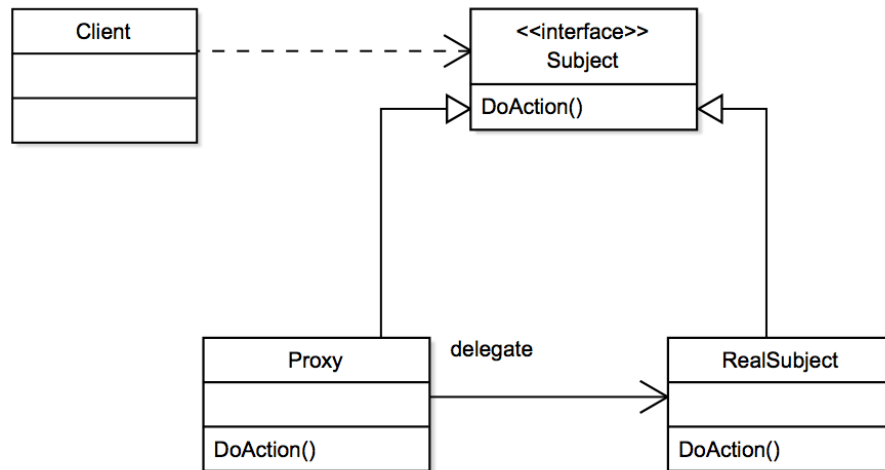 Client
<<interface>>
Subject
DoAction()
Proxy
delegate
RealSubject
DoAction()
DoAction()